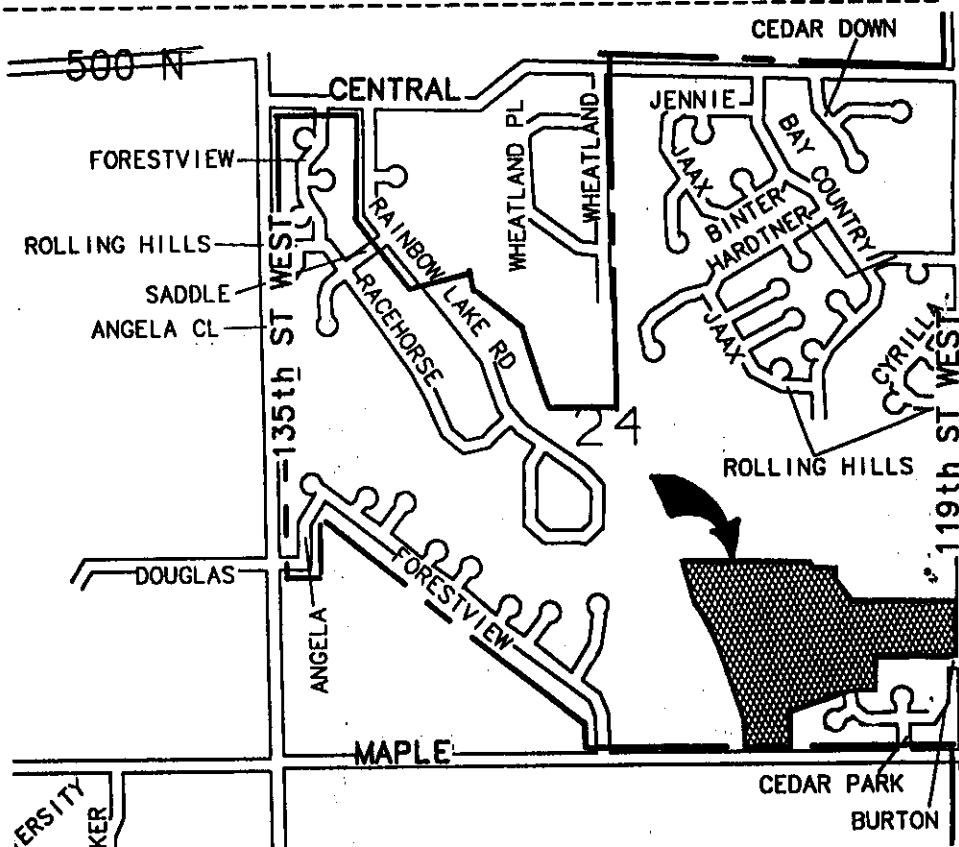 CEDAR DOWN
500 N
CENTRAL
JENNIE
FORESTVIEW
WHEATLAND PL
WHEATLAND
JAAX
BAY COUNTRY
BINTER
HARDTNER
ROLLING HILLS
RAINBOW LAKE RD
SADDLE
RACEHORSE
ANGELA CL
135th ST WEST
JAAX
CYRILLA
24
ROLLING HILLS
119th ST WEST
DOUGLAS
FORESTVIEW
ANGELA
MAPLE
CEDAR PARK
BURTON
ERSITY
KER